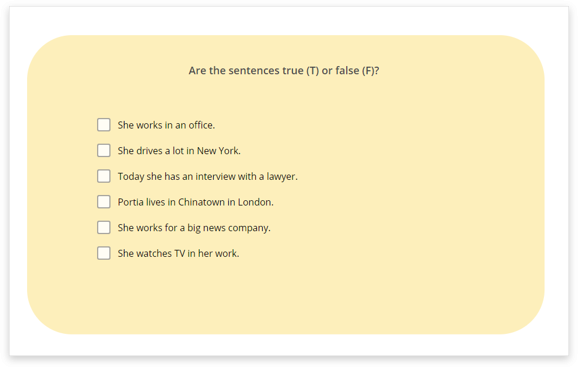 Are the sentences true (T) or false (F)?
She works in an office.
She drives a lot in New York.
Today she has an interview with a lawyer.
Portia lives in Chinatown in London.
She works for a big news company.
She watches TV in her work.